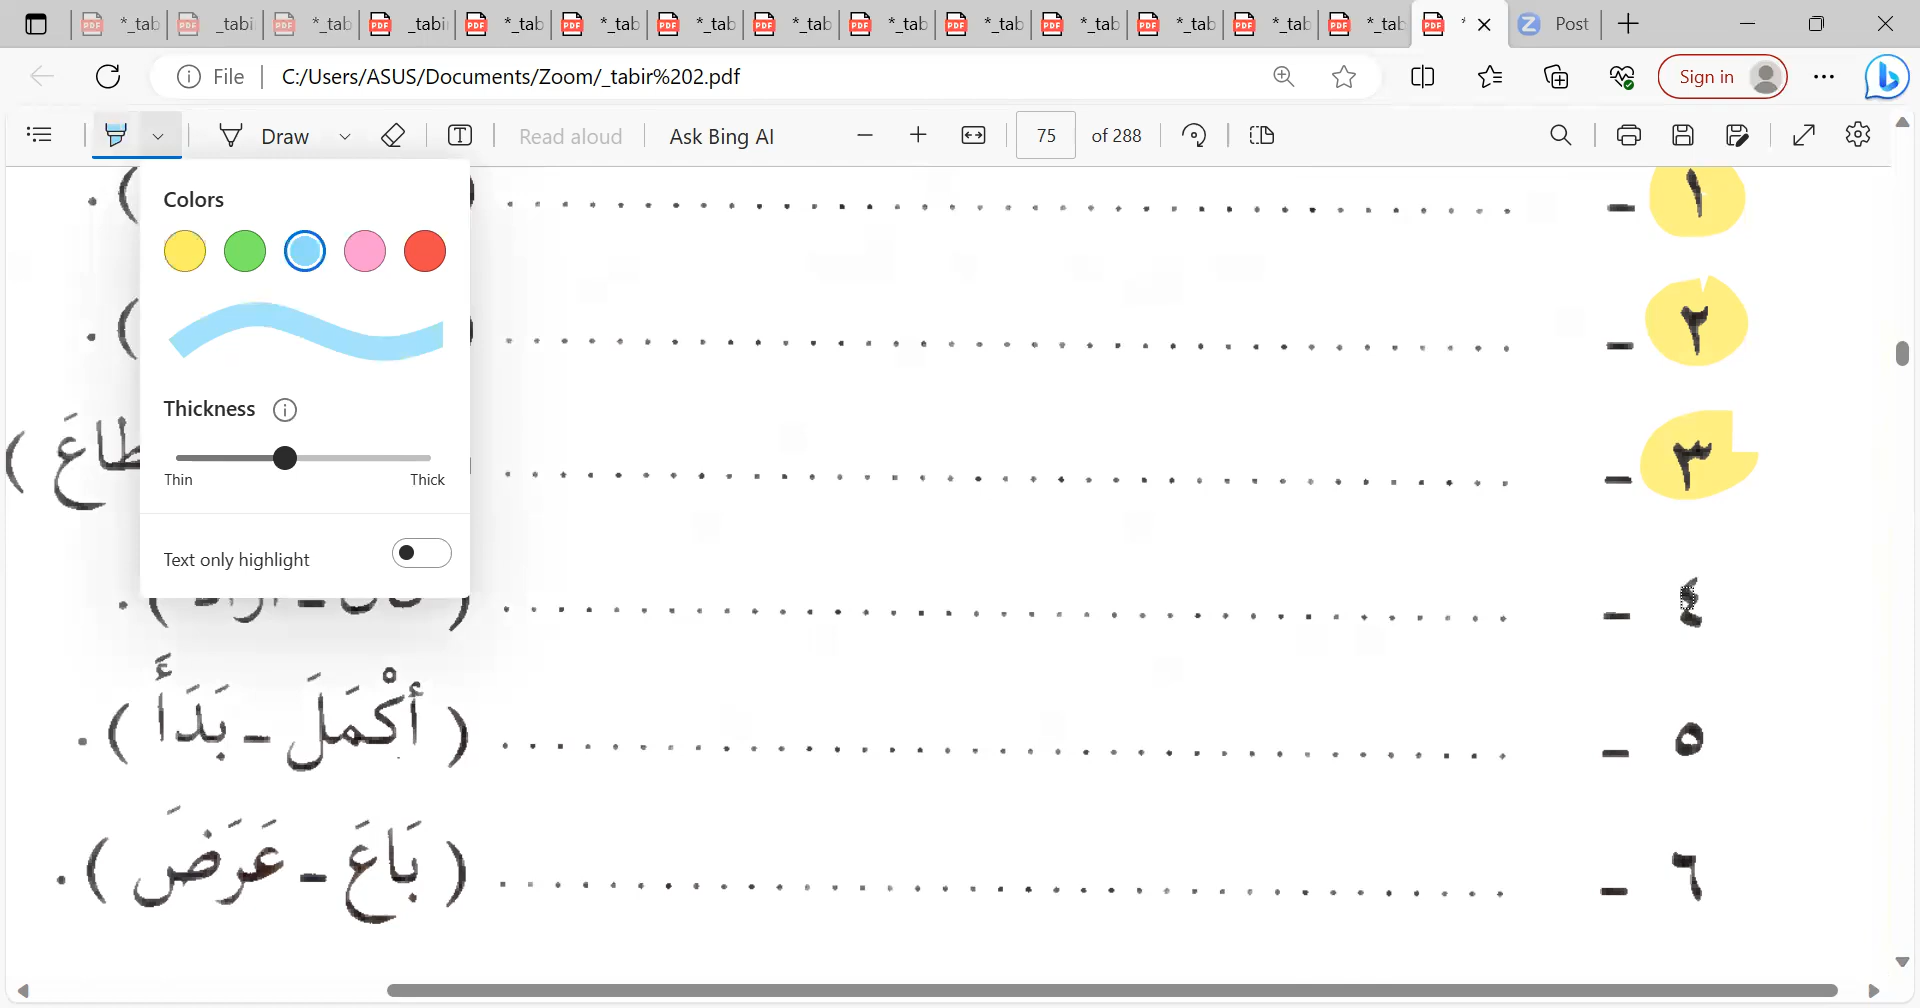 *_tab _tabi *_tab _tabi *_tab *_tab *_tab *_tab *_tab *_tab *_tab *_tab *_tab *_tab * Post
File C:/Users/ASUS/Documents/Zoom/_tabir%202.pdf Sign in
Draw Read aloud Ask Bing AI 75 of 288
Colors
Thickness
Thin Thick
Text only highlight
١ - ..............................
٢ - ..............................
٣ - ..............................
٤ - ..............................
٥ - .............................. ( أكْمَلَ - بَدَأَ ) .
٦ - .............................. ( بَاعَ - عَرَضَ ) .